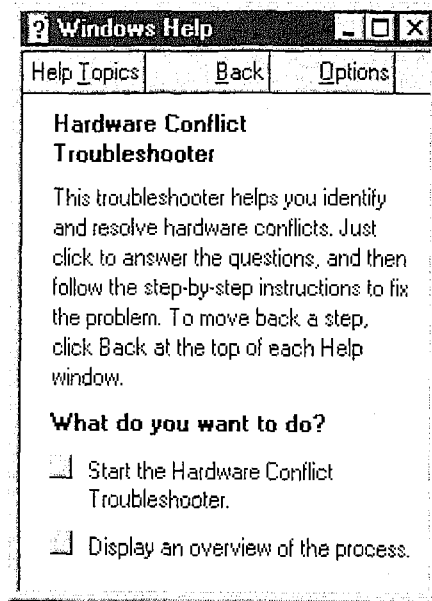 Windows Help
Help Topics Back Options
Hardware Conflict
Troubleshooter
This troubleshooter helps you identify
and resolve hardware conflicts. Just
click to answer the questions, and then
follow the step-by-step instructions to fix
the problem. To move back a step,
click Back at the top of each Help
window.
What do you want to do?
Start the Hardware Conflict
Troubleshooter.
Display an overview of the process.